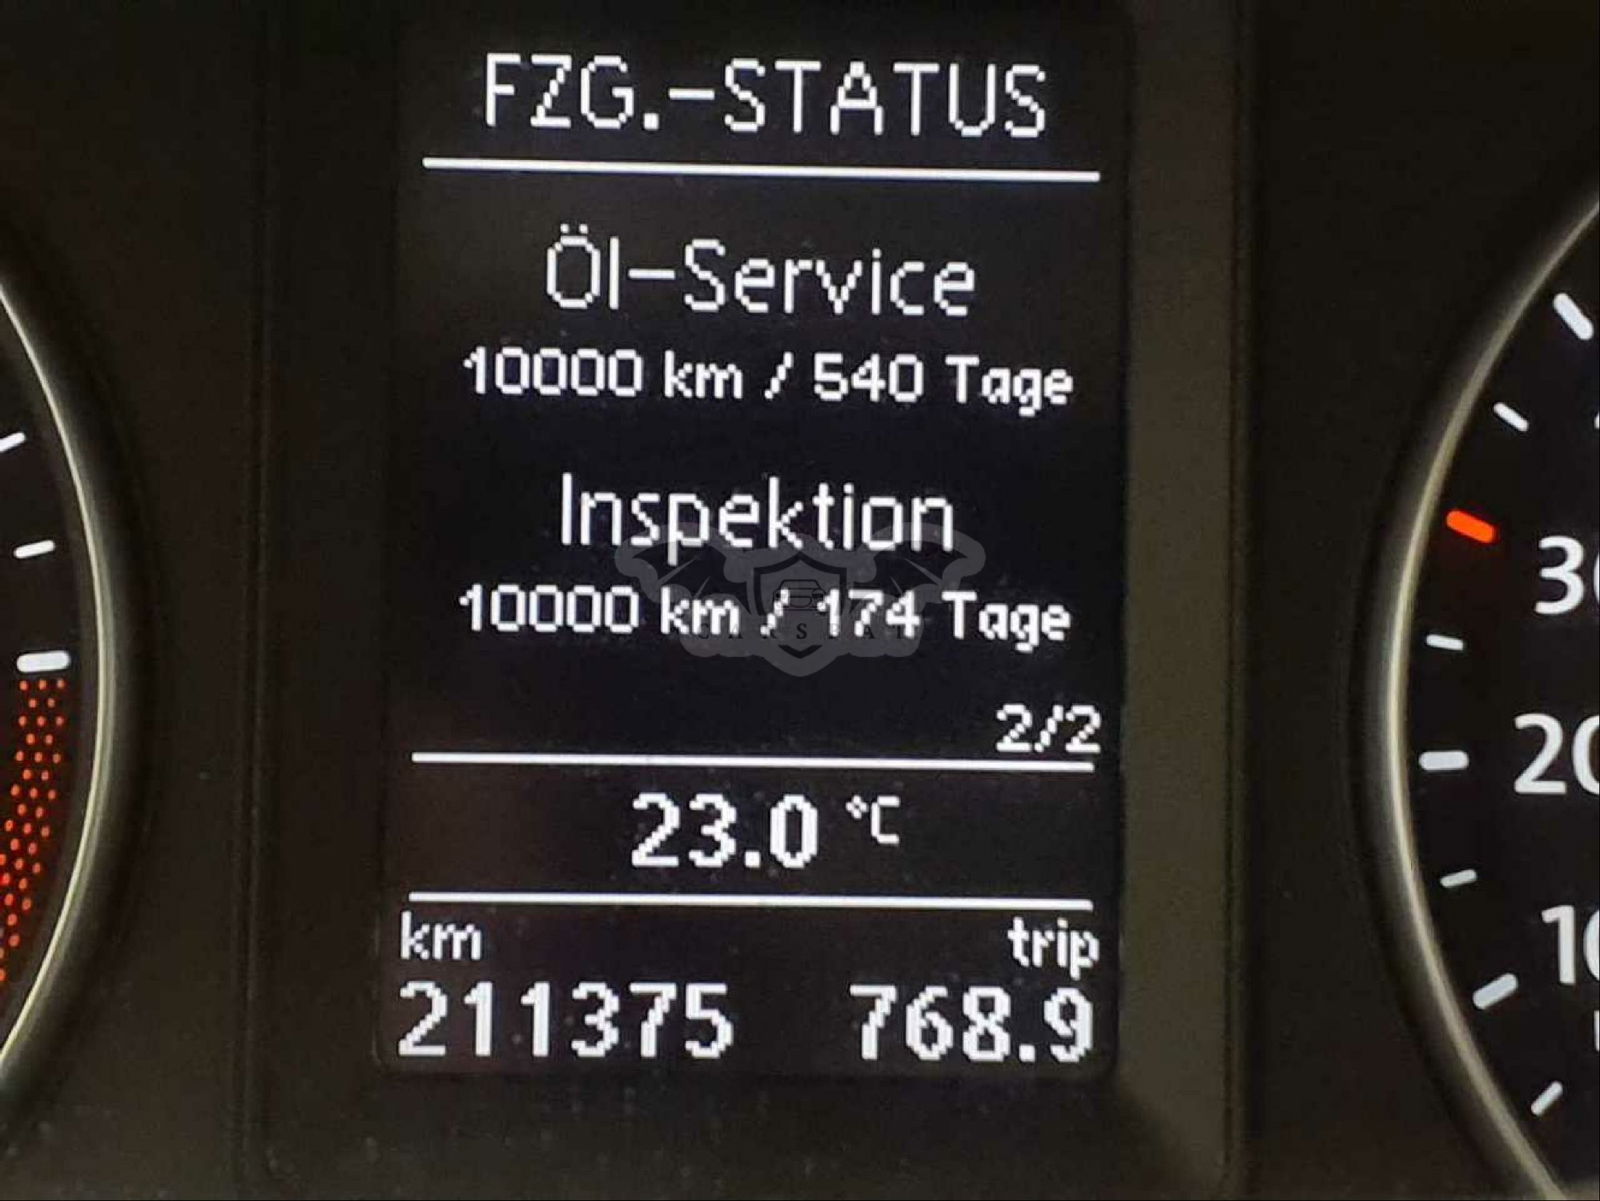 FZG.-STATUS
Öl-Service
10000 km / 540 Tage
Inspektion
10000 km / 174 Tage
2/2
23.0 °C
km trip
211375 768.9